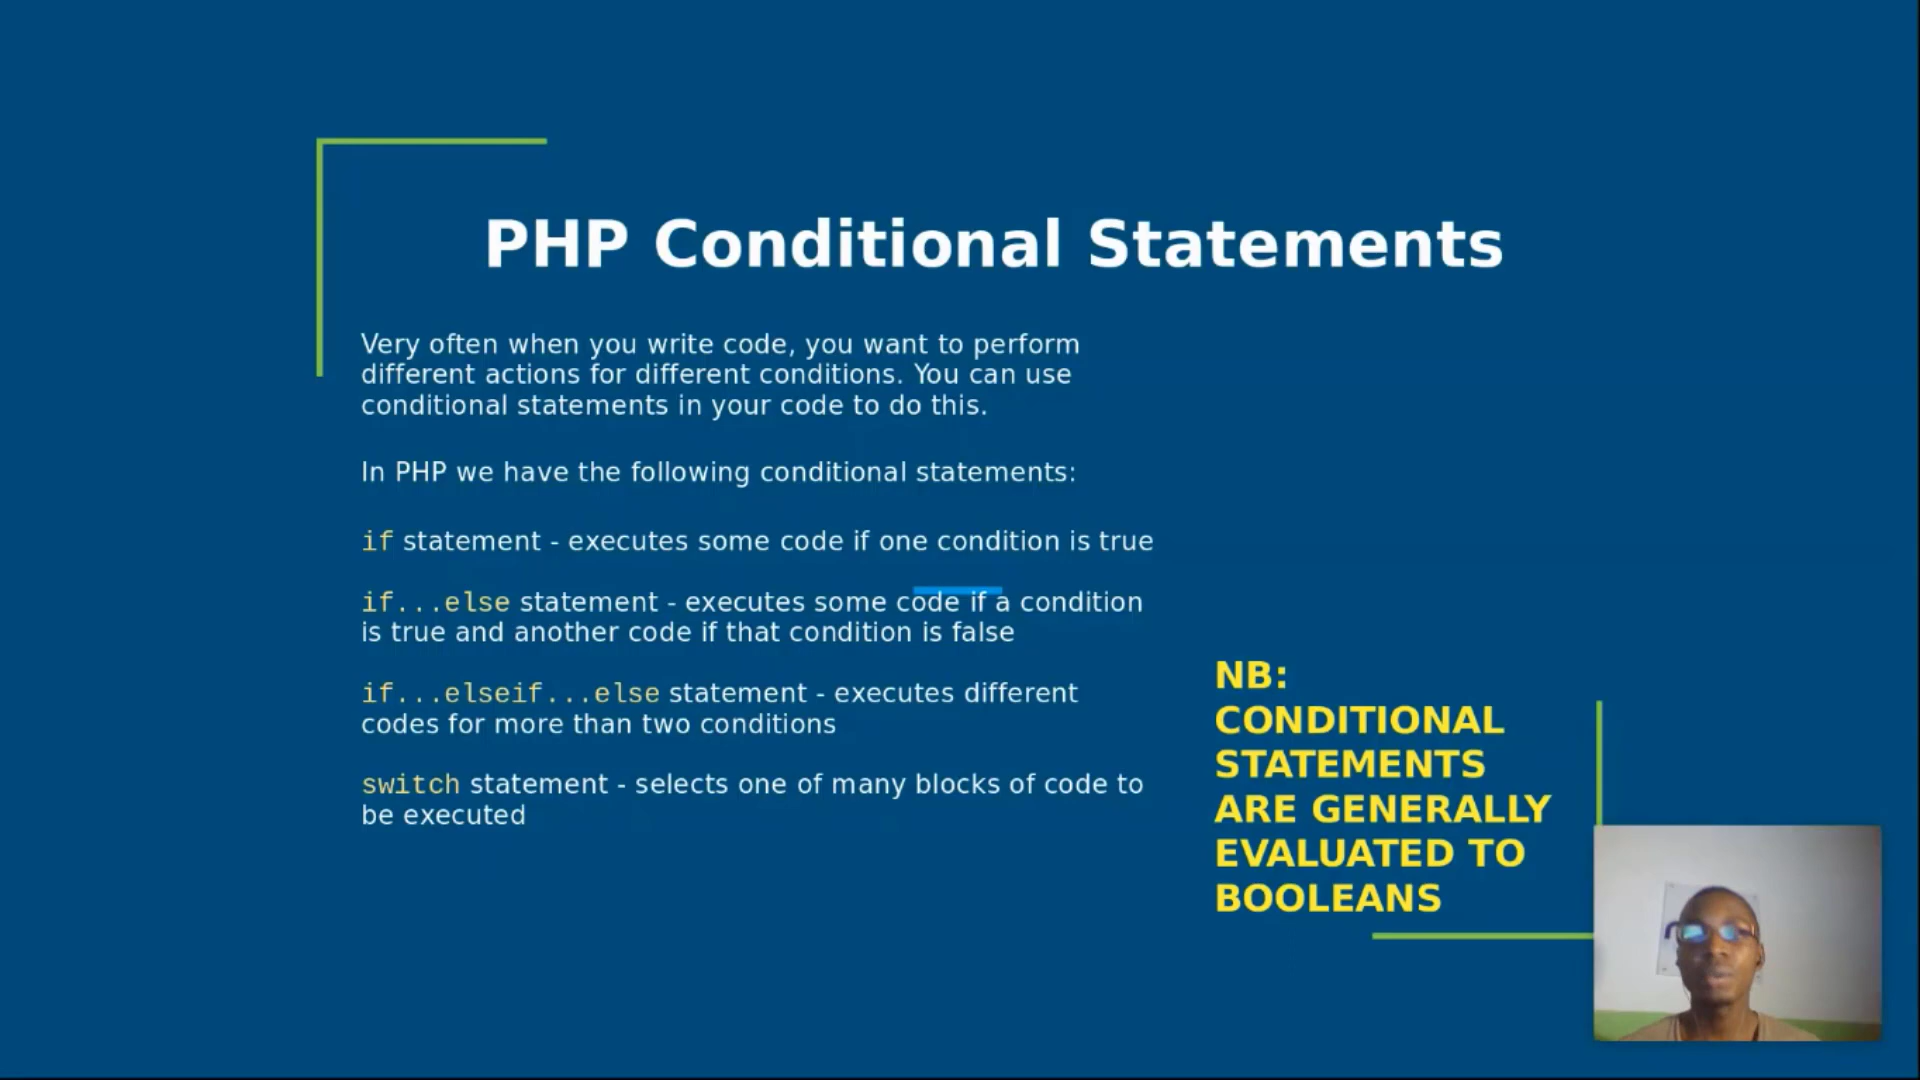 PHP Conditional Statements
Very often when you write code, you want to perform
different actions for different conditions. You can use
conditional statements in your code to do this.
In PHP we have the following conditional statements:
if statement - executes some code if one condition is true
if...else statement - executes some code if a condition
is true and another code if that condition is false
if...elseif...else statement - executes different
codes for more than two conditions
switch statement - selects one of many blocks of code to
be executed
NB:
CONDITIONAL
STATEMENTS
ARE GENERALLY
EVALUATED TO
BOOLEANS